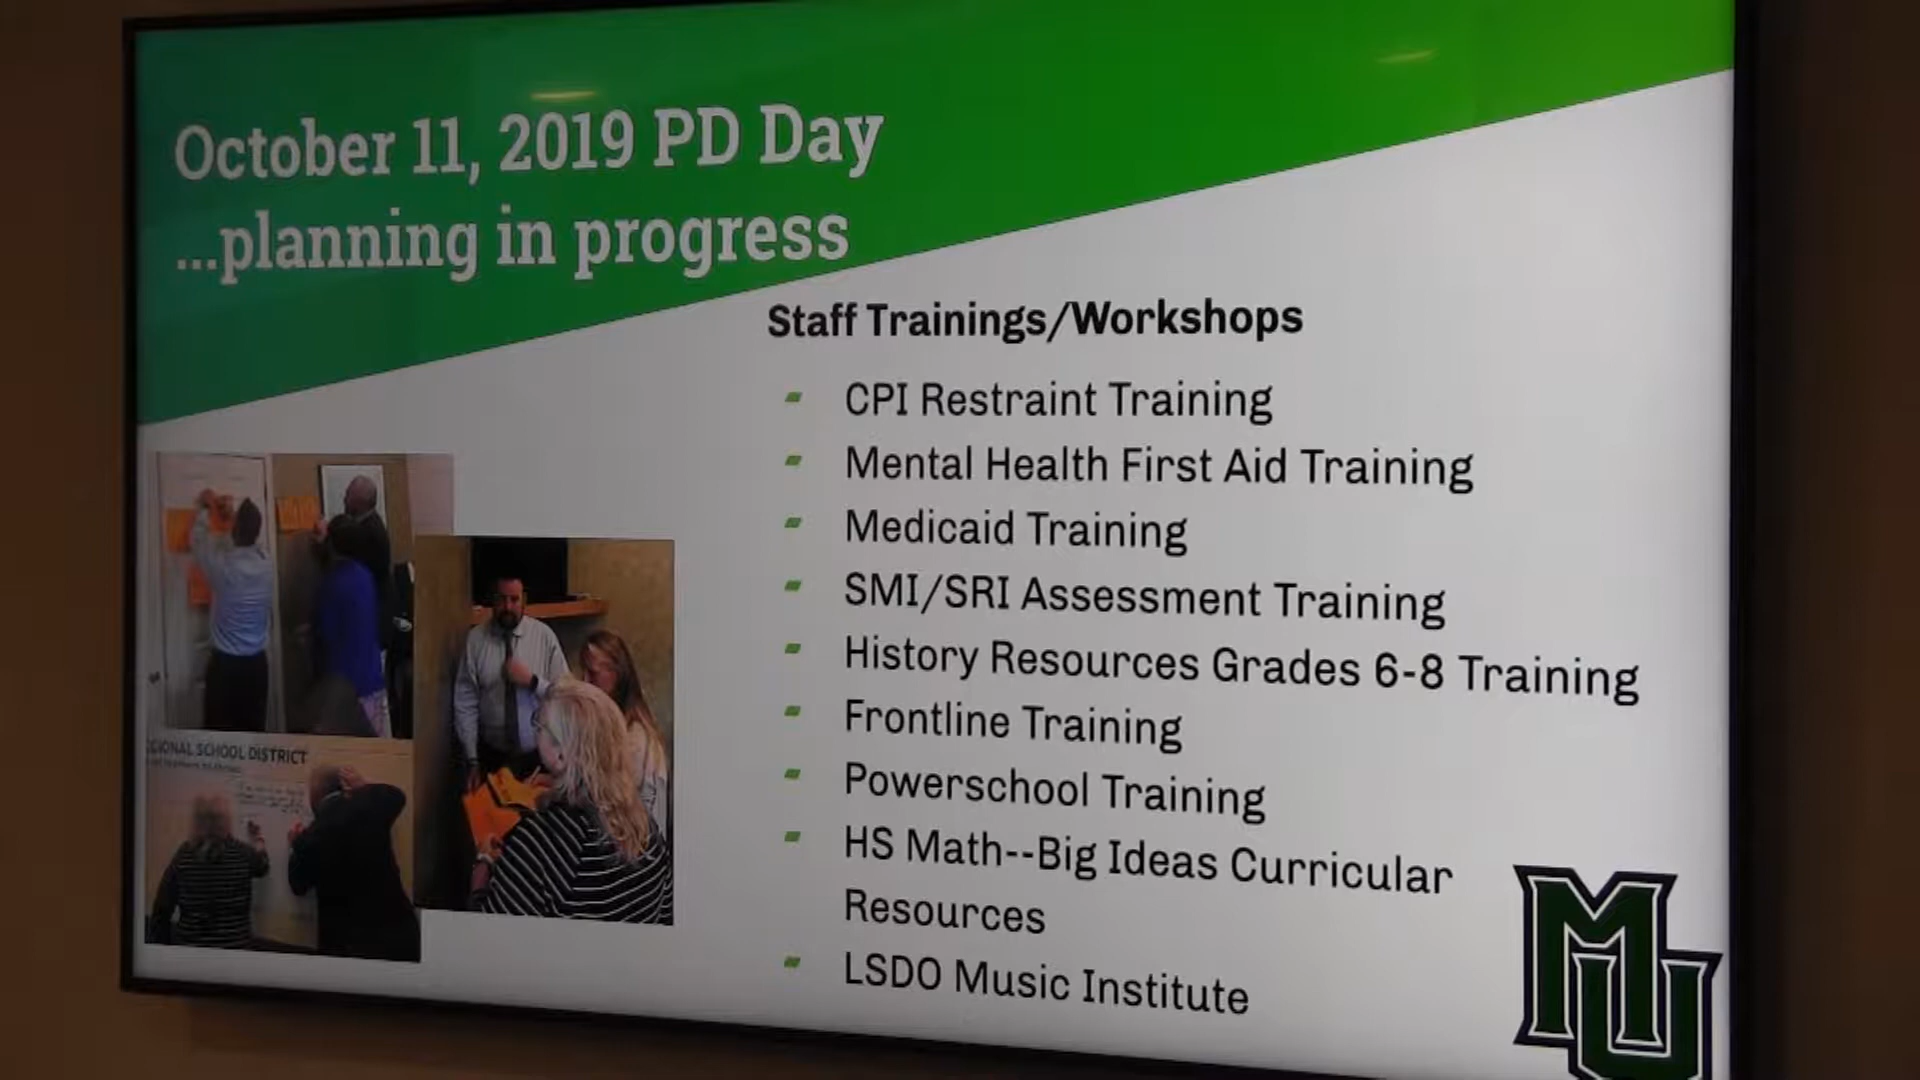 October 11, 2019 PD Day
...planning in progress
Staff Trainings/Workshops
CPI Restraint Training
Mental Health First Aid Training
Medicaid Training
SMI/SRI Assessment Training
History Resources Grades 6-8 Training
Frontline Training
Powerschool Training
HS Math--Big Ideas Curricular
Resources
LSDO Music Institute
SCHOOL DISTRICT
MU